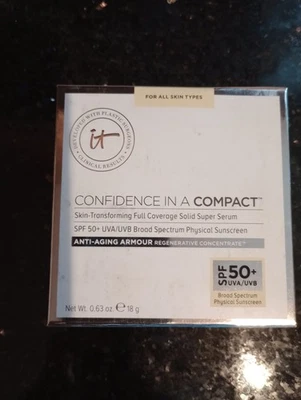 FOR ALL SKIN TYPES
DEVELOPED WITH PLASTIC SURGEONS
it
CLINICAL RESULTS
CONFIDENCE IN A COMPACT™
Skin-Transforming Full Coverage Solid Super Serum
SPF 50+ UVA/UVB Broad Spectrum Physical Sunscreen
ANTI-AGING ARMOUR REGENERATIVE CONCENTRATE™
SPF 50+
UVA/UVB
Broad Spectrum
Physical Sunscreen
Net Wt. 0.63 oz. ℮ 18 g